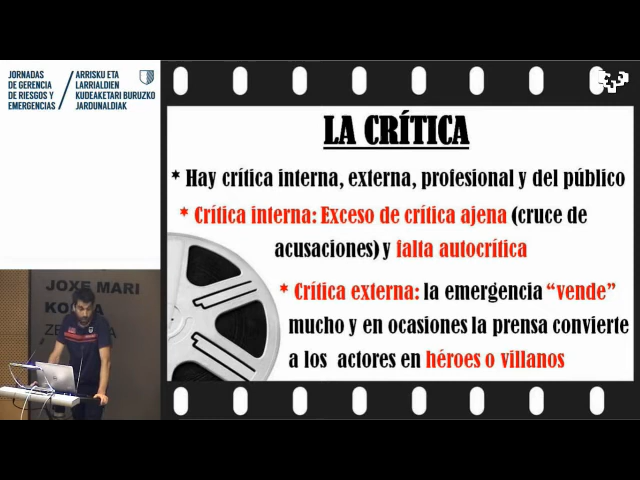 JORNADAS
DE GERENCIA
DE RIESGOS Y
EMERGENCIAS
ARRISKU ETA
LARRIALDIEN
KUDEAKETARI BURUZKO
JARDUNALDIAK
LA CRÍTICA
* Hay crítica interna, externa, profesional y del público
* Crítica interna: Exceso de crítica ajena (cruce de
acusaciones) y falta autocrítica
* Crítica externa: la emergencia “vende”
mucho y en ocasiones la prensa convierte
a los actores en héroes o villanos
JOXE MARI